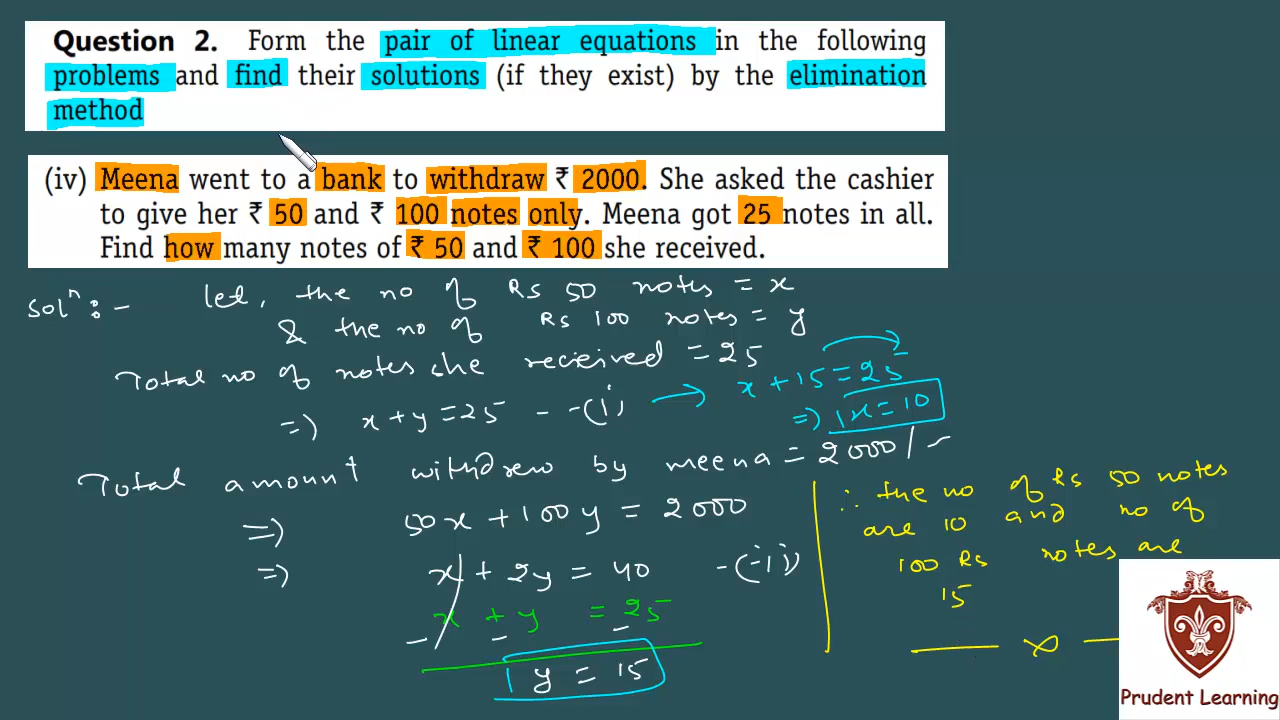 Question 2. Form the pair of linear equations in the following
problems and find their solutions (if they exist) by the elimination
method
(iv) Meena went to a bank to withdraw ₹ 2000. She asked the cashier
to give her ₹ 50 and ₹ 100 notes only. Meena got 25 notes in all.
Find how many notes of ₹ 50 and ₹ 100 she received.
Solⁿ :- let, the no of Rs 50 notes = x
& the no of Rs 100 notes = y
Total no of notes she received = 25
=> x + y = 25 - -(i)
→ x + 15 = 25
=> x = 10
Total amount withdrew by meena = 2000/-
=> 50x + 100y = 2000
=> x + 2y = 40 -(ii)
x + y = 25
- - -
y = 15
∴ the no of Rs 50 notes
are 10 and no of
100 Rs notes are
15
Prudent Learning